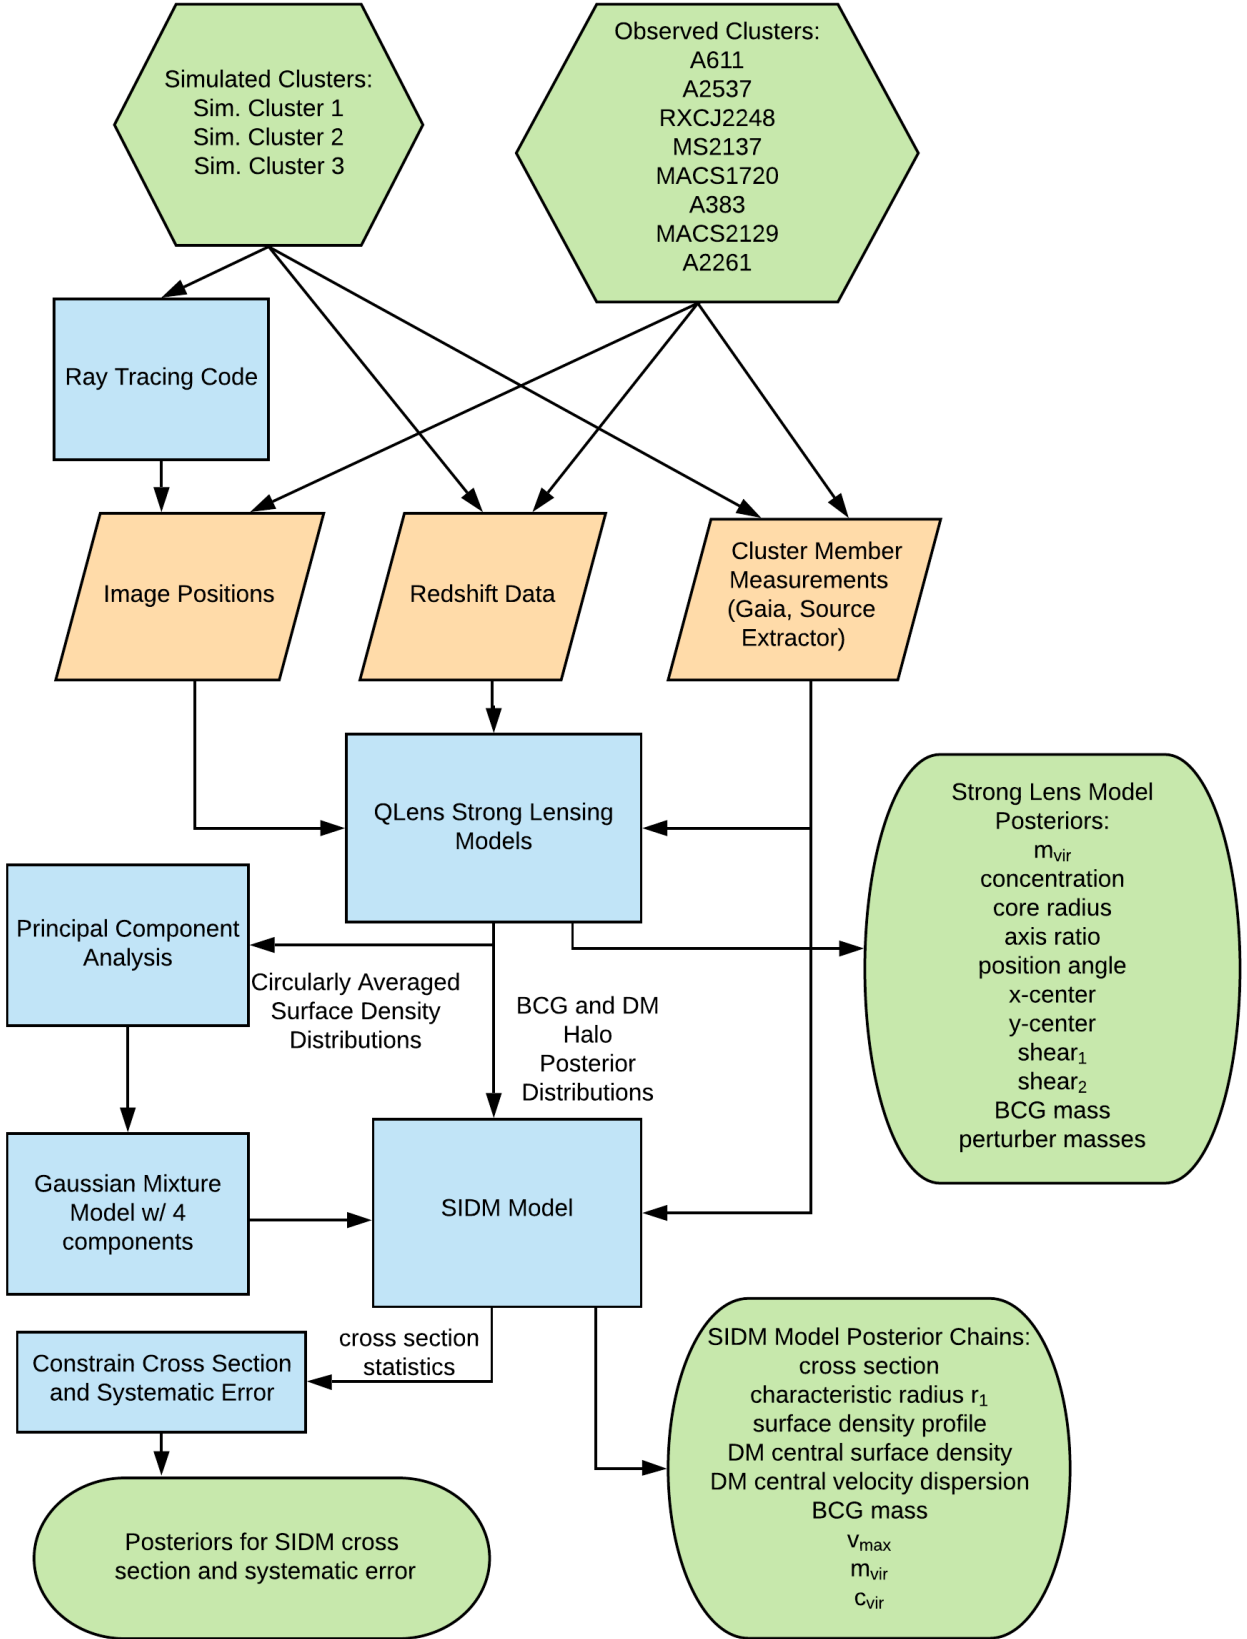 Simulated Clusters:
Sim. Cluster 1
Sim. Cluster 2
Sim. Cluster 3
Observed Clusters:
A611
A2537
RXCJ2248
MS2137
MACS1720
A383
MACS2129
A2261
Ray Tracing Code
Image Positions
Redshift Data
Cluster Member
Measurements
(Gaia, Source
Extractor)
QLens Strong Lensing
Models
Strong Lens Model
Posteriors:
m_vir
concentration
core radius
axis ratio
position angle
x-center
y-center
shear₁
shear₂
BCG mass
perturber masses
Principal Component
Analysis
Circularly Averaged
Surface Density
Distributions
BCG and DM
Halo
Posterior
Distributions
Gaussian Mixture
Model w/ 4
components
SIDM Model
cross section
statistics
Constrain Cross Section
and Systematic Error
SIDM Model Posterior Chains:
cross section
characteristic radius r₁
surface density profile
DM central surface density
DM central velocity dispersion
BCG mass
v_max
m_vir
c_vir
Posteriors for SIDM cross
section and systematic error